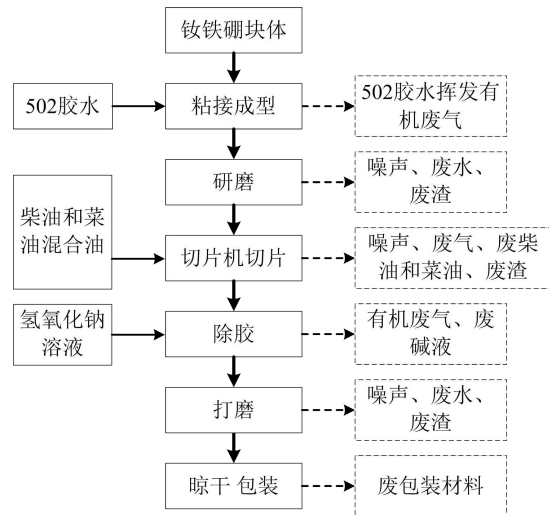 钕铁硼块体
502胶水
粘接成型
502胶水挥发有
机废气
研磨
噪声、废水、
废渣
柴油和菜
油混合油
切片机切片
噪声、废气、废柴
油和菜油、废渣
氢氧化钠
溶液
除胶
有机废气、废
碱液
打磨
噪声、废水、
废渣
晾干 包装
废包装材料